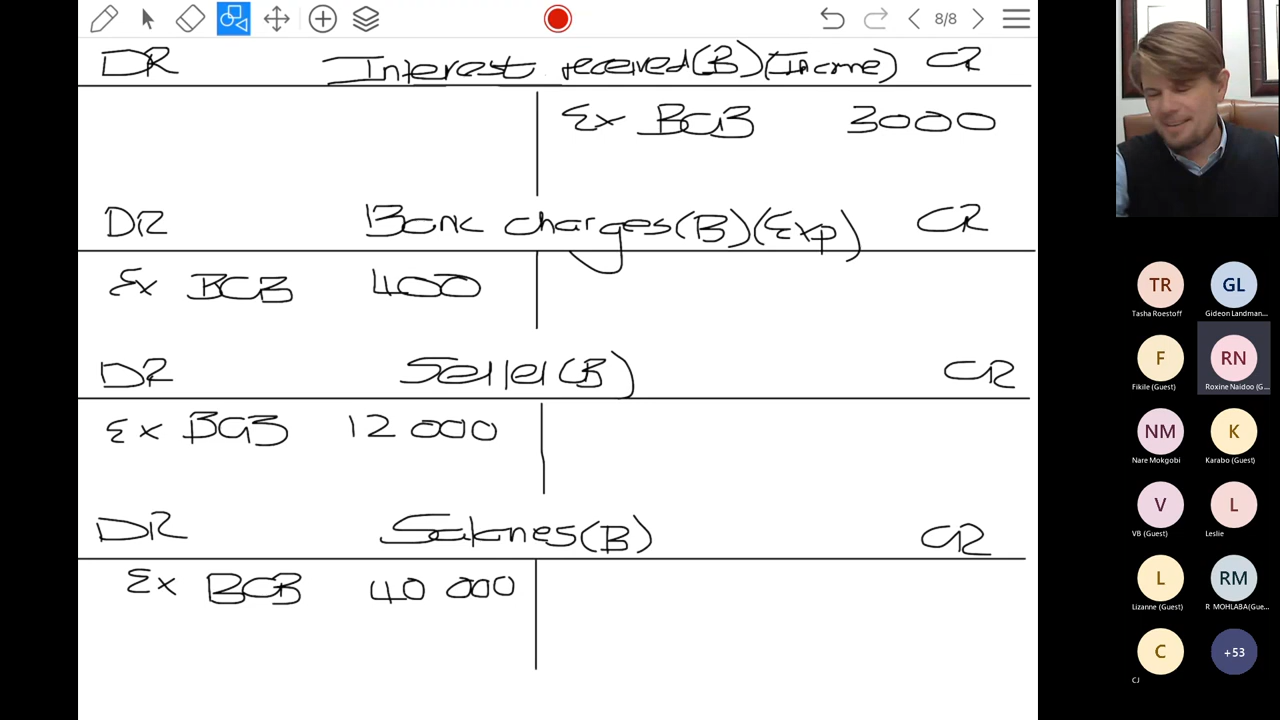 8/8
DR Interest received(B)(Income) CR
Ex BCB 3000
DR Bank charges(B)(Exp) CR
Ex BCB 400
DR Seller(B) CR
Ex BCB 12 000
DR Salaries(B) CR
Ex BCB 40 000
TR GL
Tasha Roestoff Gideon Landman...
F RN
Fikile (Guest) Roxine Naidoo (G...
NM K
Nare Mokgobi Karabo (Guest)
V L
VB (Guest) Leslie
L RM
Lizanne (Guest) R MOHLABA(Gue...
C +53
CJ